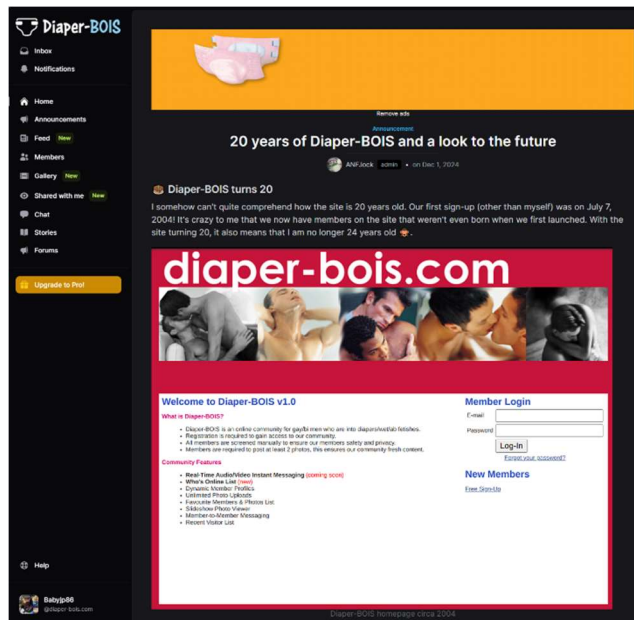 Diaper-BOIS
Inbox
Notifications
Home
Announcements
Feed New
Members
Gallery New
Shared with me New
Chat
Stories
Forums
Upgrade to Pro!
Help
Babyjp86
@diaper-bois.com
Remove ads
Announcement
20 years of Diaper-BOIS and a look to the future
ANFJock admin • on Dec 1, 2024
Diaper-BOIS turns 20
I somehow can't quite comprehend how the site is 20 years old. Our first sign-up (other than myself) was on July 7,
2004! It's crazy to me that we now have members on the site that weren't even born when we first launched. With the
site turning 20, it also means that I am no longer 24 years old
diaper-bois.com
Welcome to Diaper-BOIS v1.0
What is Diaper-BOIS?
Diaper-BOIS is an online community for gay/bi men who are into diapers/wet/ab fetishes.
Registration is required to gain access to our community.
All members are screened manually to ensure our members safety and privacy.
Members are required to post at least 2 photos, this ensures our community fresh content.
Community Features
Real-Time Audio/Video Instant Messaging (coming soon)
Who's Online List (new)
Dynamic Member Profiles
Unlimited Photo Uploads
Favourite Members & Photos List
Slideshow Photo Viewer
Member-to-Member Messaging
Recent Visitor List
Member Login
E-mail
Password
Log-In
Forgot your password?
New Members
Free Sign-Up
Diaper-BOIS homepage circa 2004